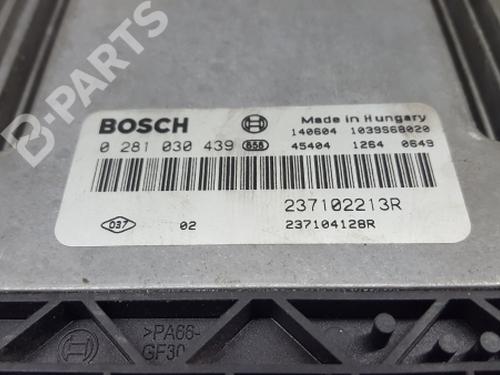 B-PARTS
BOSCH
Made in Hungary
140604 1039S68020
0 281 030 439 658
45404 1264 0649
237102213R
037 02
237104128R
>PA66-
GF30